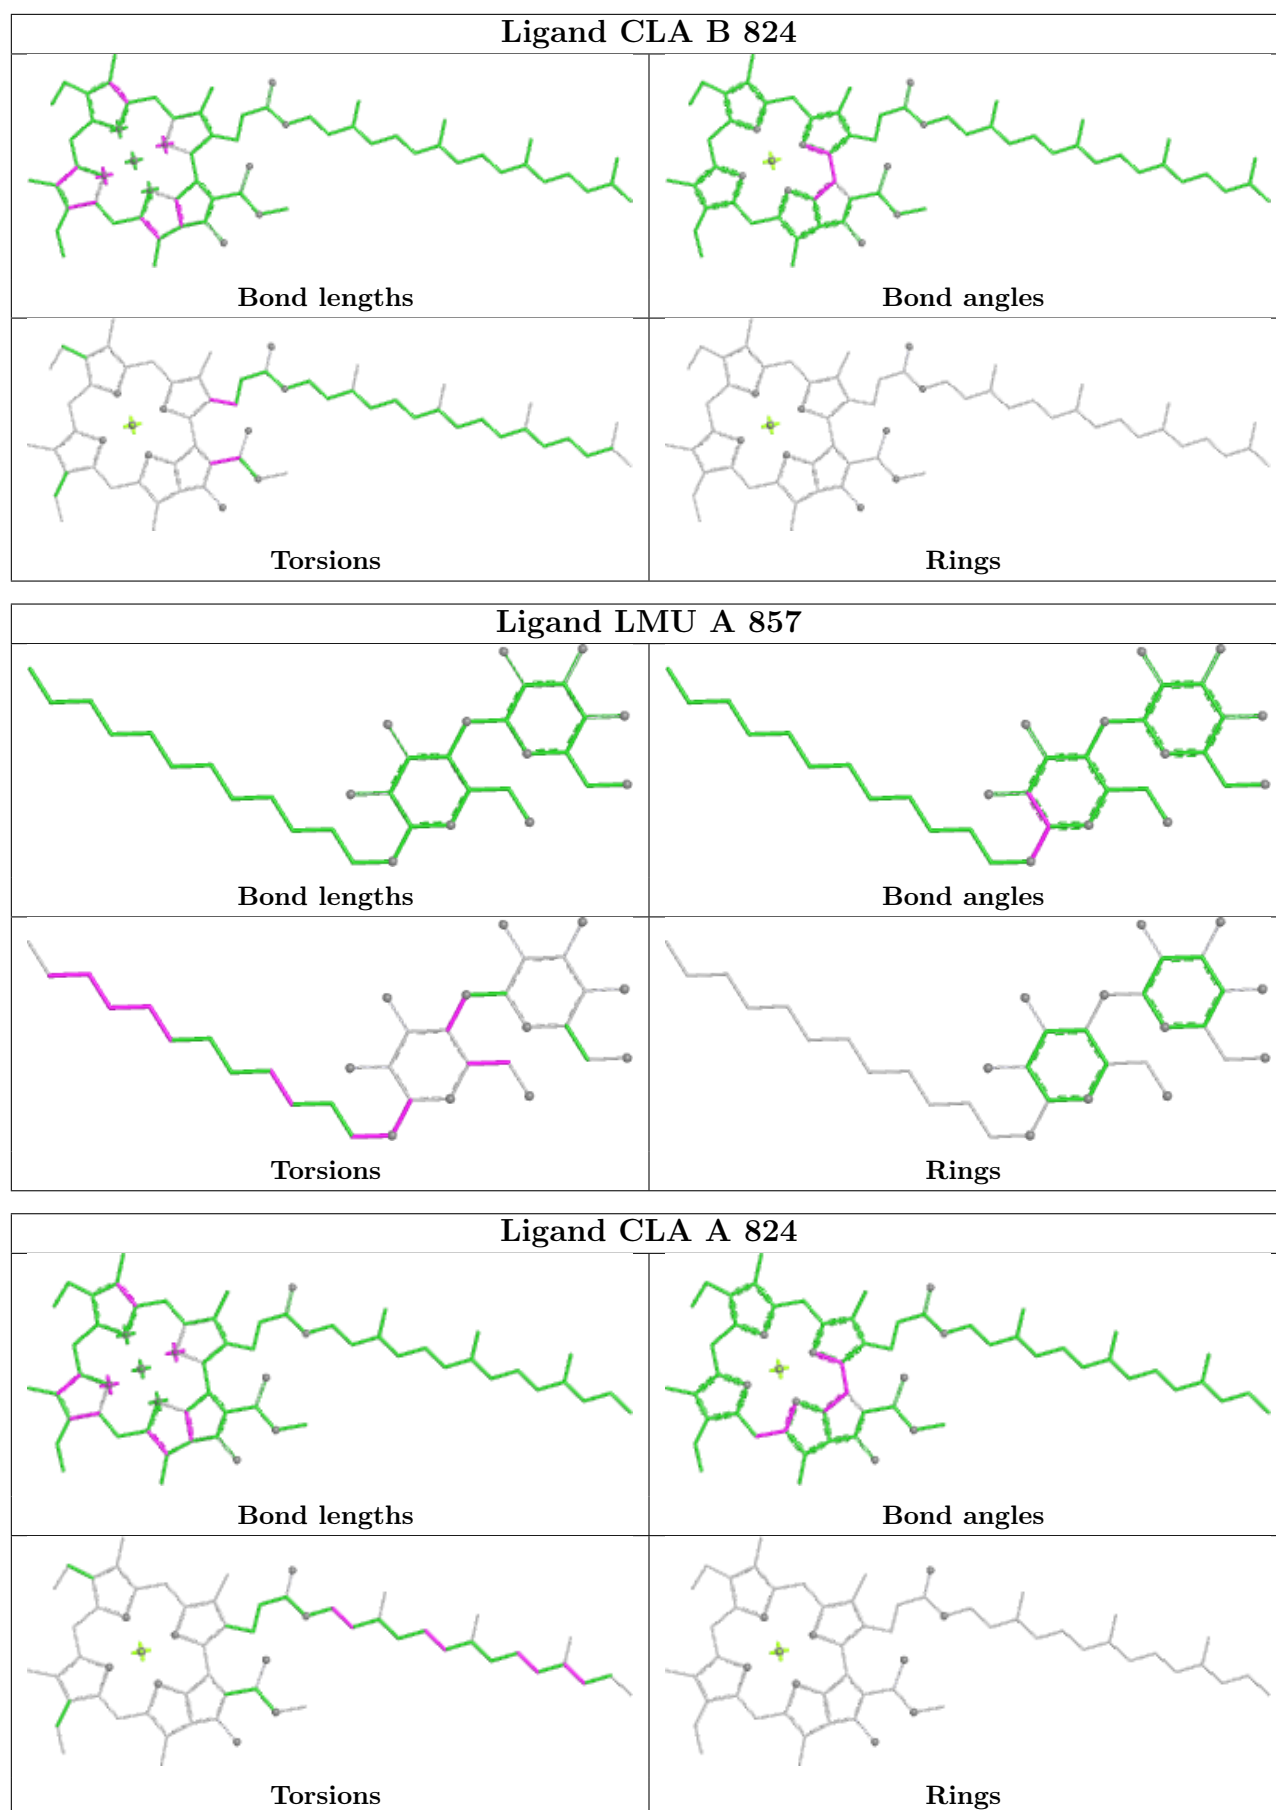 Ligand CLA B 824
Bond lengths
Bond angles
Torsions
Rings
Ligand LMU A 857
Bond lengths
Bond angles
Torsions
Rings
Ligand CLA A 824
Bond lengths
Bond angles
Torsions
Rings